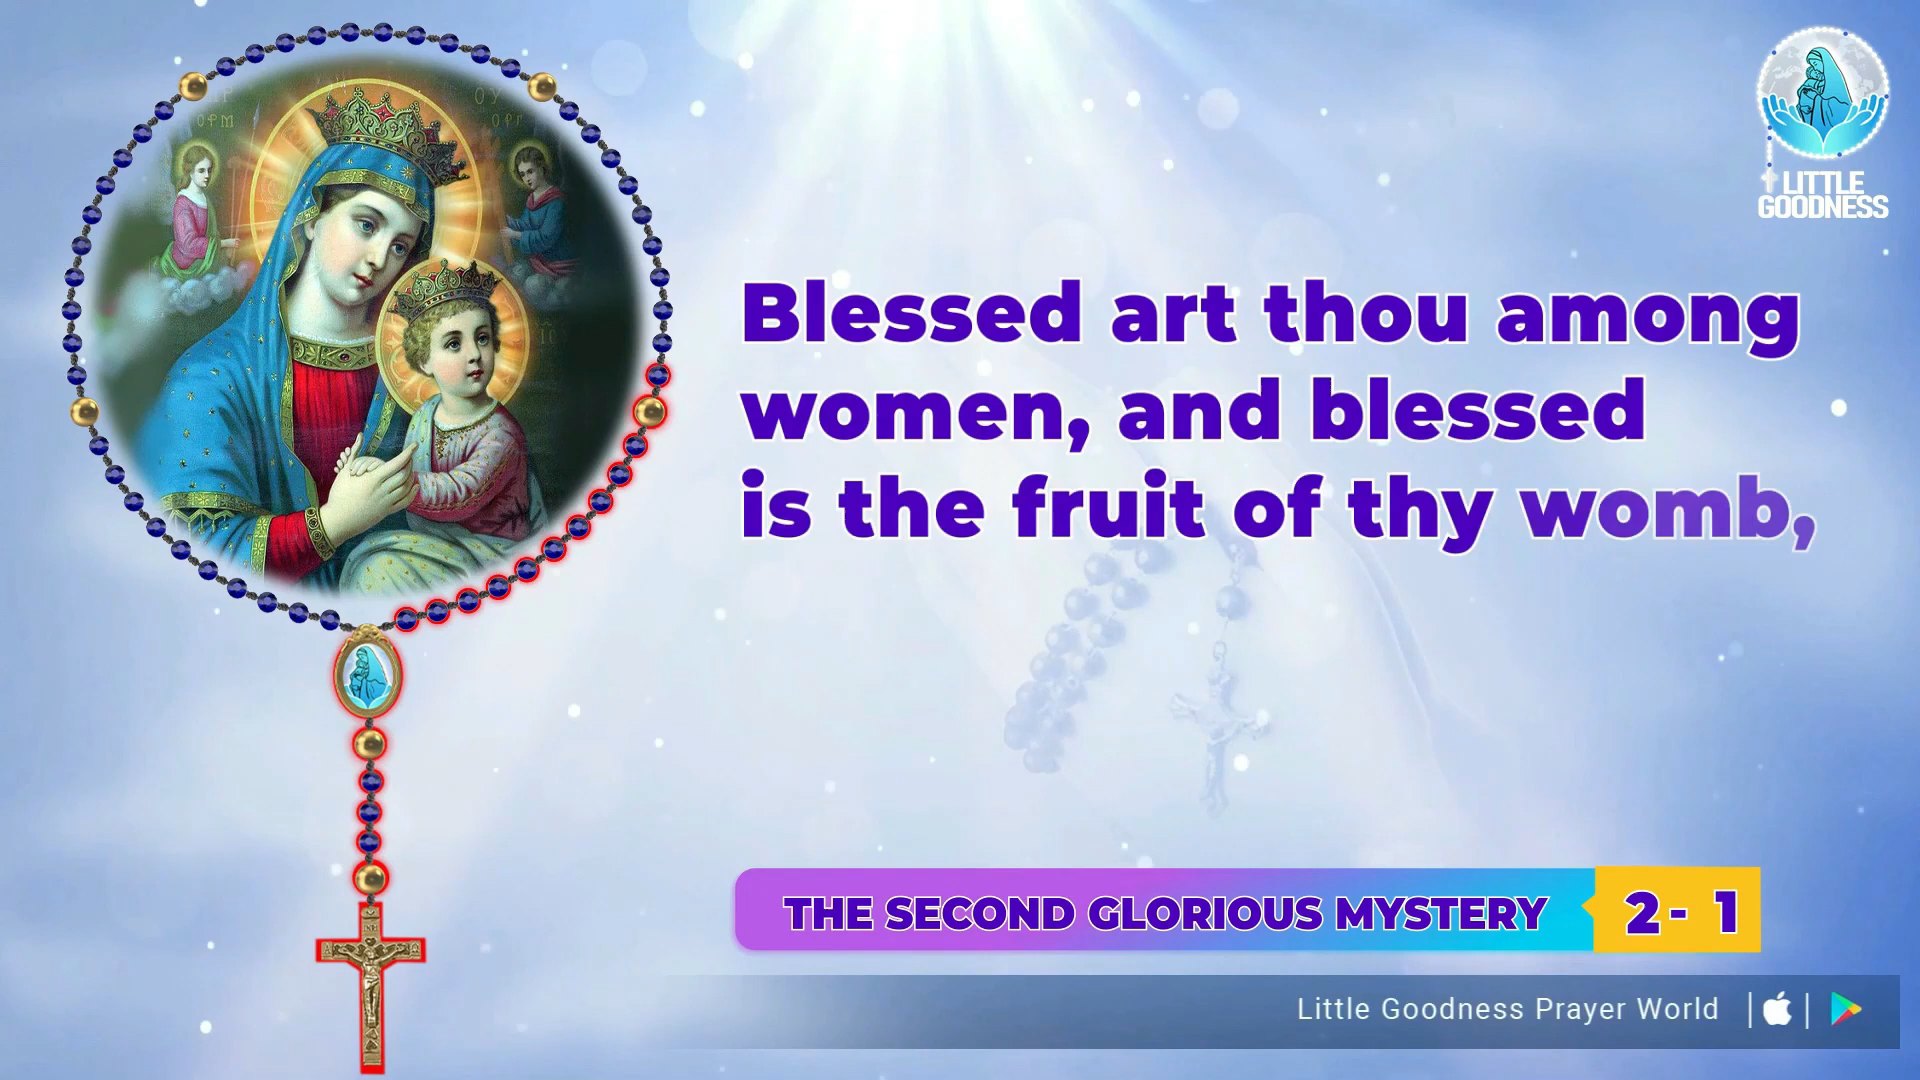 LITTLE
GOODNESS
Blessed art thou among
women, and blessed
is the fruit of thy womb,
THE SECOND GLORIOUS MYSTERY 2 - 1
Little Goodness Prayer World